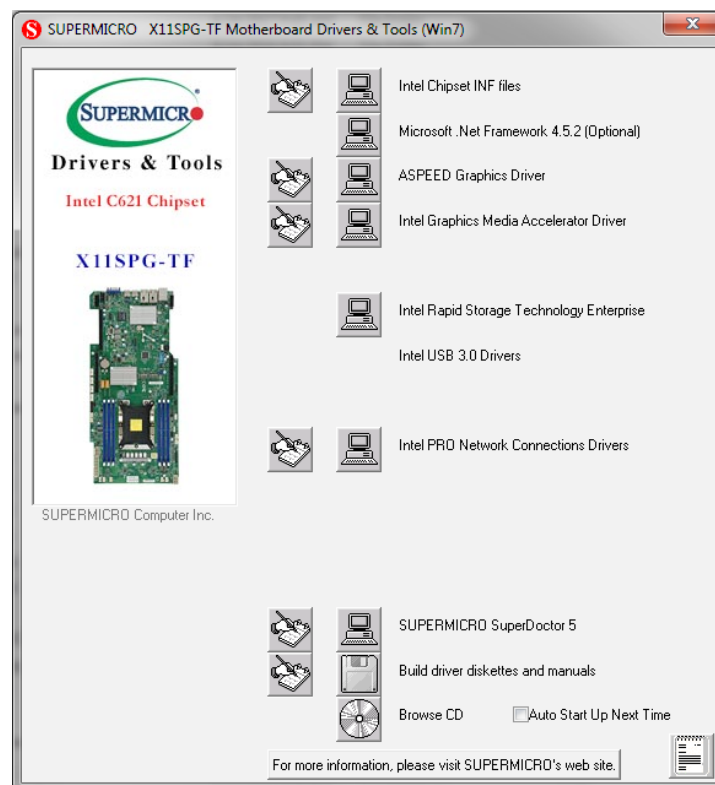 SUPERMICRO X11SPG-TF Motherboard Drivers & Tools (Win7)
SUPERMICRO
Drivers & Tools
Intel C621 Chipset
X11SPG-TF
SUPERMICRO Computer Inc.
Intel Chipset INF files
Microsoft .Net Framework 4.5.2 (Optional)
ASPEED Graphics Driver
Intel Graphics Media Accelerator Driver
Intel Rapid Storage Technology Enterprise
Intel USB 3.0 Drivers
Intel PRO Network Connections Drivers
SUPERMICRO SuperDoctor 5
Build driver diskettes and manuals
Browse CD Auto Start Up Next Time
For more information, please visit SUPERMICRO's web site.